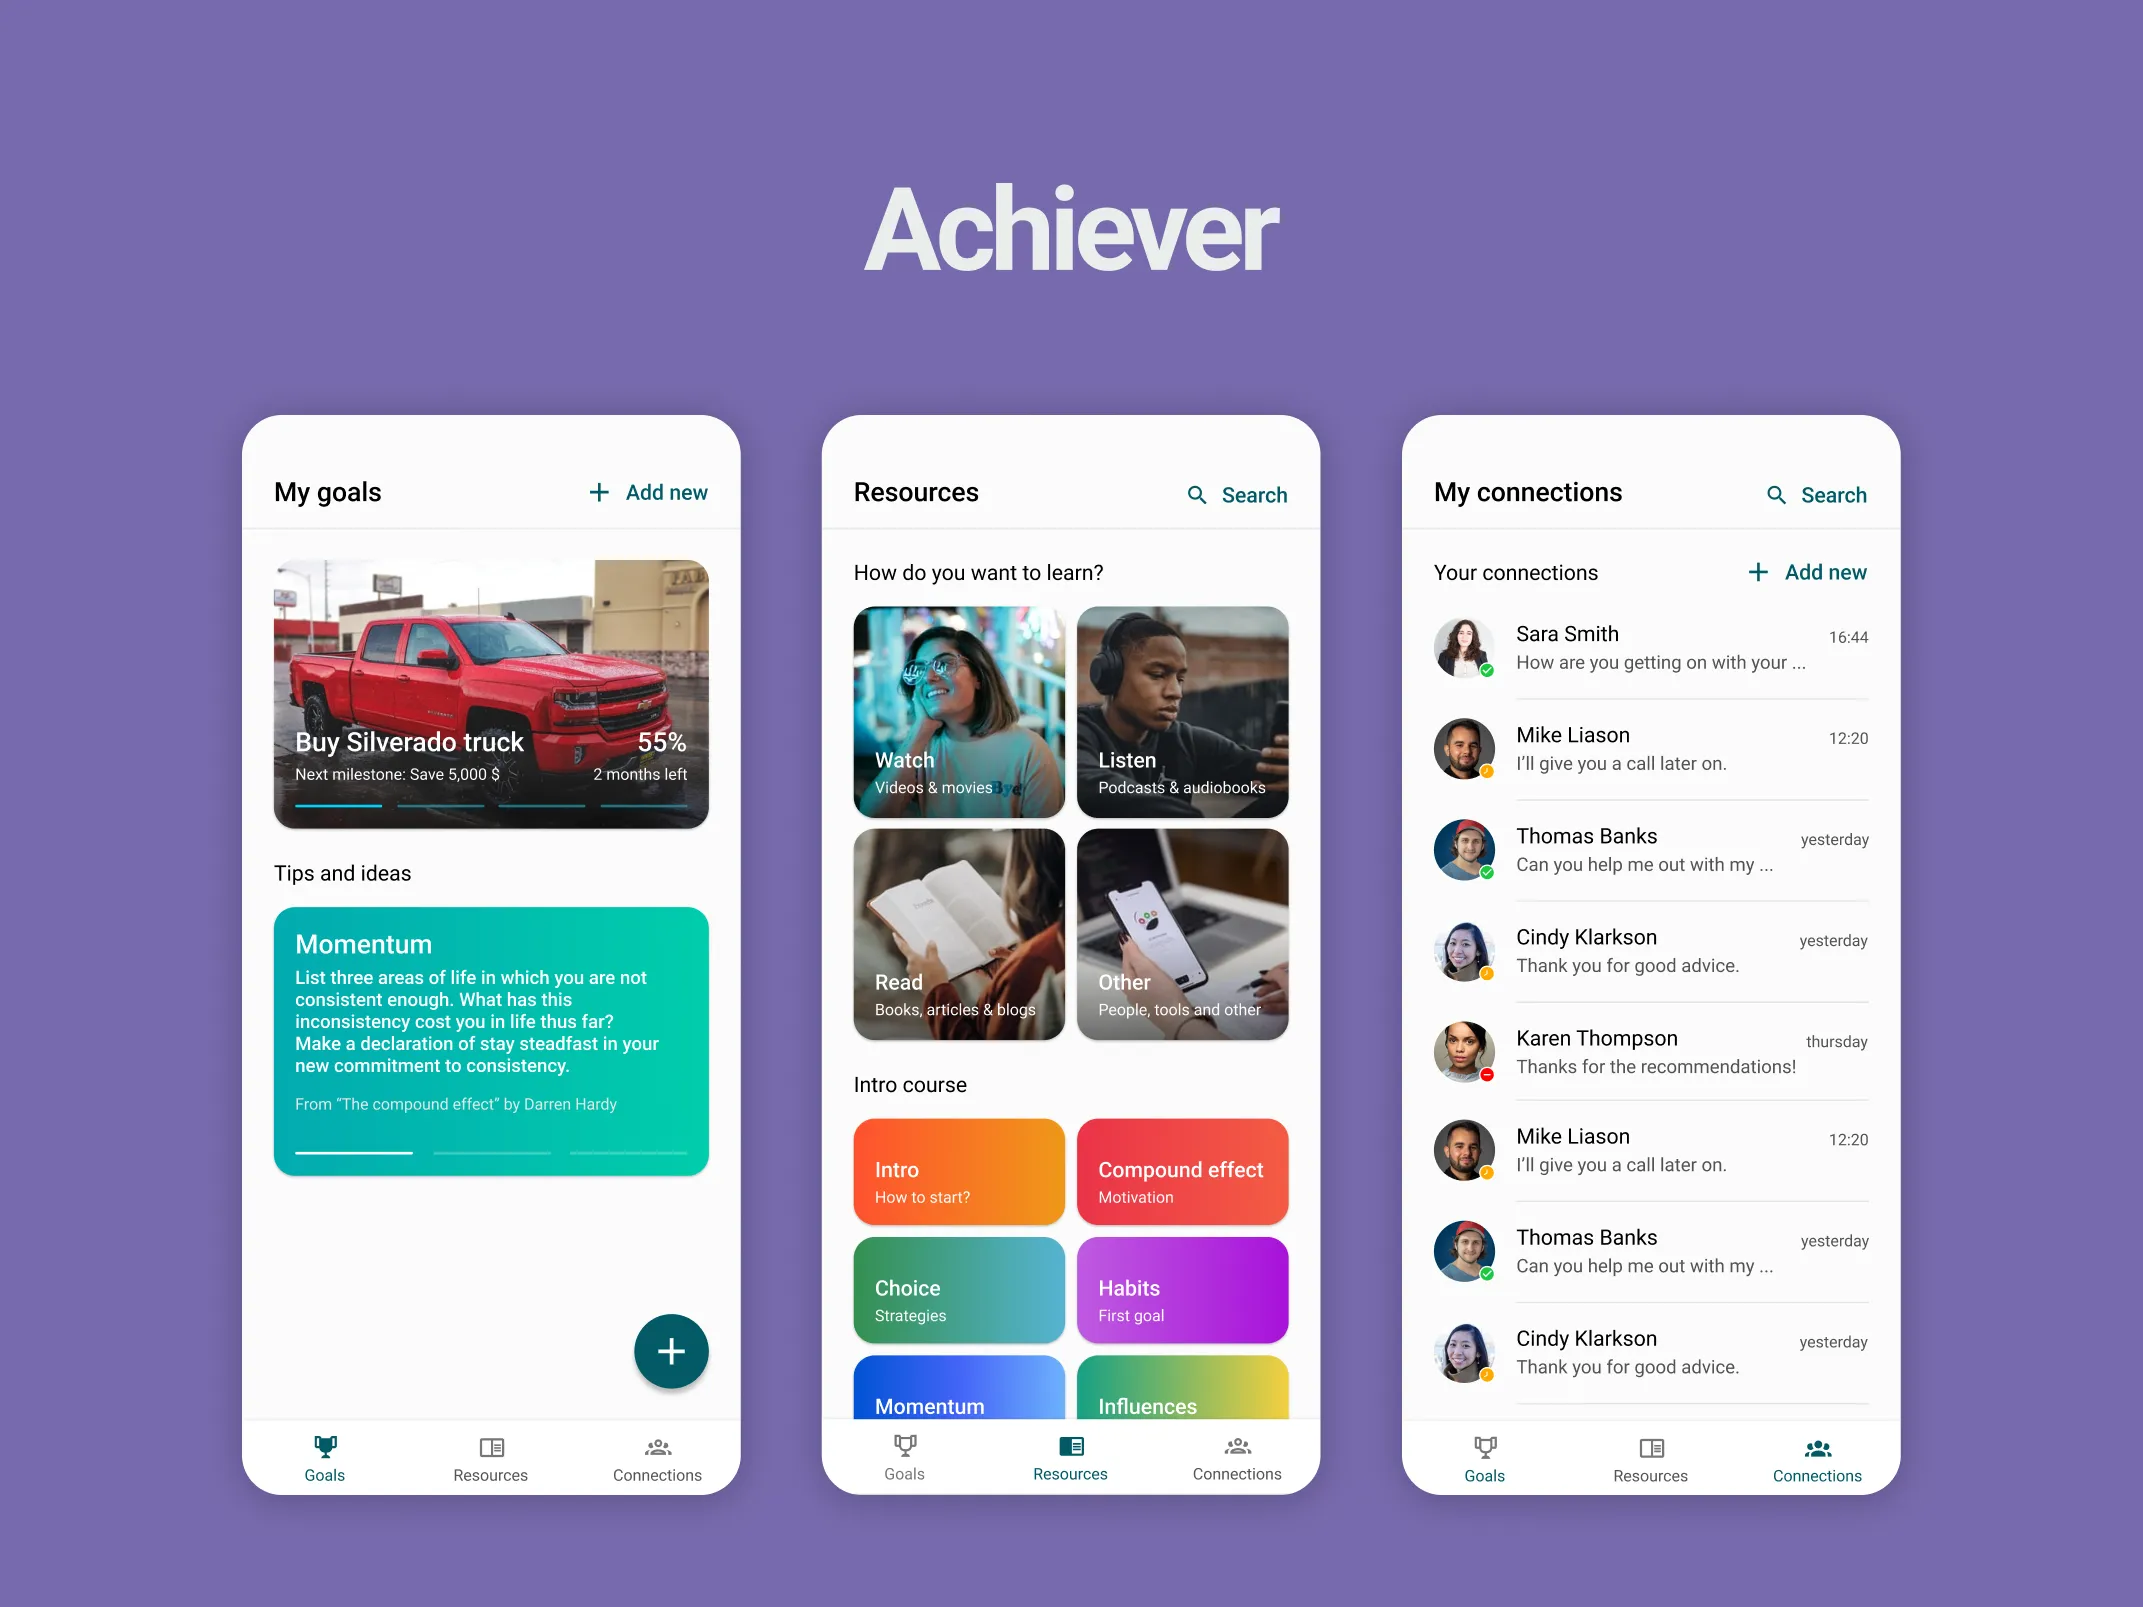 Achiever
My goals
Add new
Buy Silverado truck 55%
Next milestone: Save 5,000 $ 2 months left
Tips and ideas
Momentum
List three areas of life in which you are not
consistent enough. What has this
inconsistency cost you in life thus far?
Make a declaration of stay steadfast in your
new commitment to consistency.
From “The compound effect” by Darren Hardy
Goals
Resources
Connections
Resources
Search
How do you want to learn?
Watch
Videos & movies
Bye
Listen
Podcasts & audiobooks
Read
Books, articles & blogs
Other
People, tools and other
Intro course
Intro
How to start?
Compound effect
Motivation
Choice
Strategies
Habits
First goal
Momentum
Influences
Goals
Resources
Connections
My connections
Search
Your connections
Add new
Sara Smith 16:44
How are you getting on with your ...
Mike Liason 12:20
I’ll give you a call later on.
Thomas Banks yesterday
Can you help me out with my ...
Cindy Klarkson yesterday
Thank you for good advice.
Karen Thompson thursday
Thanks for the recommendations!
Mike Liason 12:20
I’ll give you a call later on.
Thomas Banks yesterday
Can you help me out with my ...
Cindy Klarkson yesterday
Thank you for good advice.
Goals
Resources
Connections